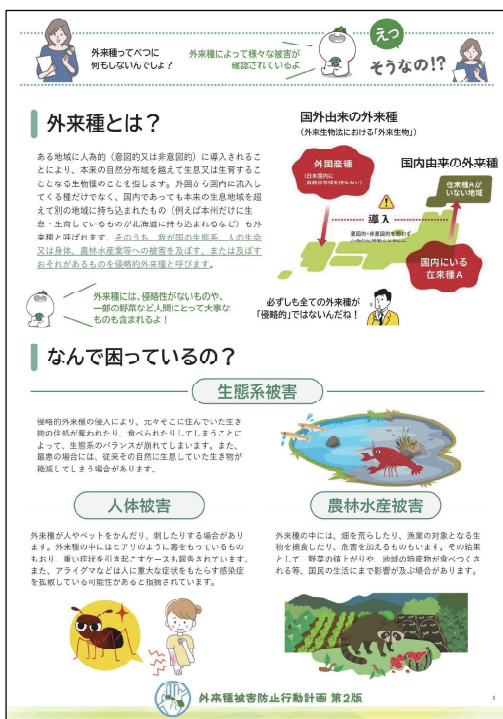 外来種ってべつに
何もしないんでしょ？
外来種によって様々な被害が
確認されているよ
えっ
そうなの!?
外来種とは？
ある地域に人為的（意図的又は非意図的）に導入されるこ
とにより、本来の自然分布域を越えて生息又は生育するこ
ととなる生物種のことを指します。外国から国内に流入し
てくる種だけでなく、国内であっても本来の生息地域を超
えて別の地域に持ち込まれたもの（例えば本州だけに生
息・生育しているものが北海道に持ち込まれるなど）も外
来種と呼ばれます。そのうち、我が国の生態系、人の生命
又は身体、農林水産業等への被害を及ぼす、または及ぼす
おそれがあるものを侵略的外来種と呼びます。
国外由来の外来種
（外来生物法における「外来生物」）
外国産種
（日本国内に
自然分布域を持たない）
国内由来の外来種
在来種Aが
いない地域
導入
意図的・非意図的を問わず
国内にいる
在来種A
外来種には、侵略性がないものや、
一部の野菜など人間にとって大事な
ものも含まれるよ！
必ずしも全ての外来種が
「侵略的」ではないんだね！
なんで困っているの？
生態系被害
侵略的外来種の侵入により、元々そこに住んでいた生き
物の住処が奪われたり、食べられたりしてしまうことに
よって、生態系のバランスが崩れてしまいます。また、
最悪の場合には、従来その自然に生息していた生き物が
絶滅してしまう場合があります。
人体被害
外来種が人やペットをかんだり、刺したりする場合があり
ます。外来種の中にはヒアリのように毒をもっているもの
もおり、重い症状を引き起こすケースも報告されています。
また、アライグマなどは人に重大な症状をもたらす感染症
を拡散している可能性があると指摘されています。
農林水産被害
外来種の中には、畑を荒らしたり、漁業の対象となる生
物を捕食したり、危害を加えるものもいます。その結果
として、野菜の値上がりや、地域の特産物が食べつくさ
れる等、国民の生活にまで影響が及ぶ場合があります。
外来種被害防止行動計画 第2版
1